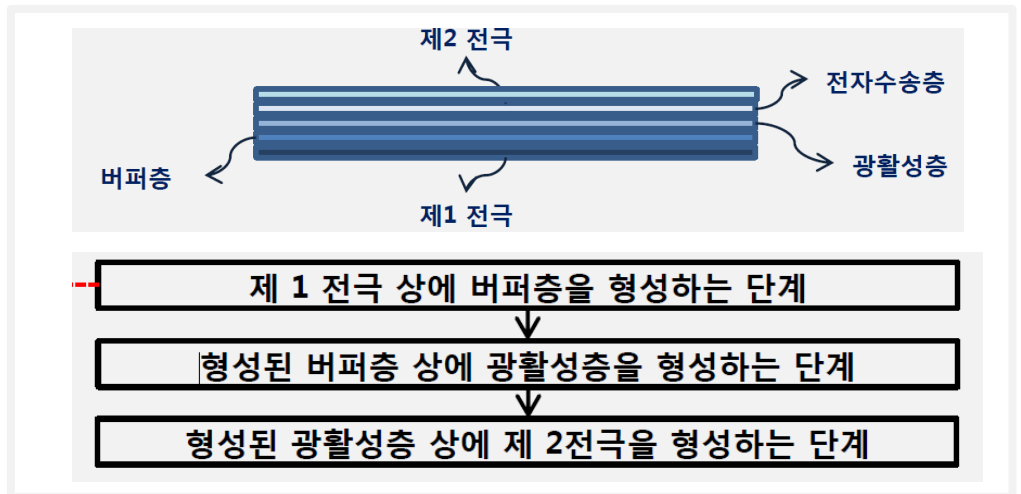 제2 전극
전자수송층
광활성층
버퍼층
제1 전극
제 1 전극 상에 버퍼층을 형성하는 단계
형성된 버퍼층 상에 광활성층을 형성하는 단계
형성된 광활성층 상에 제 2전극을 형성하는 단계